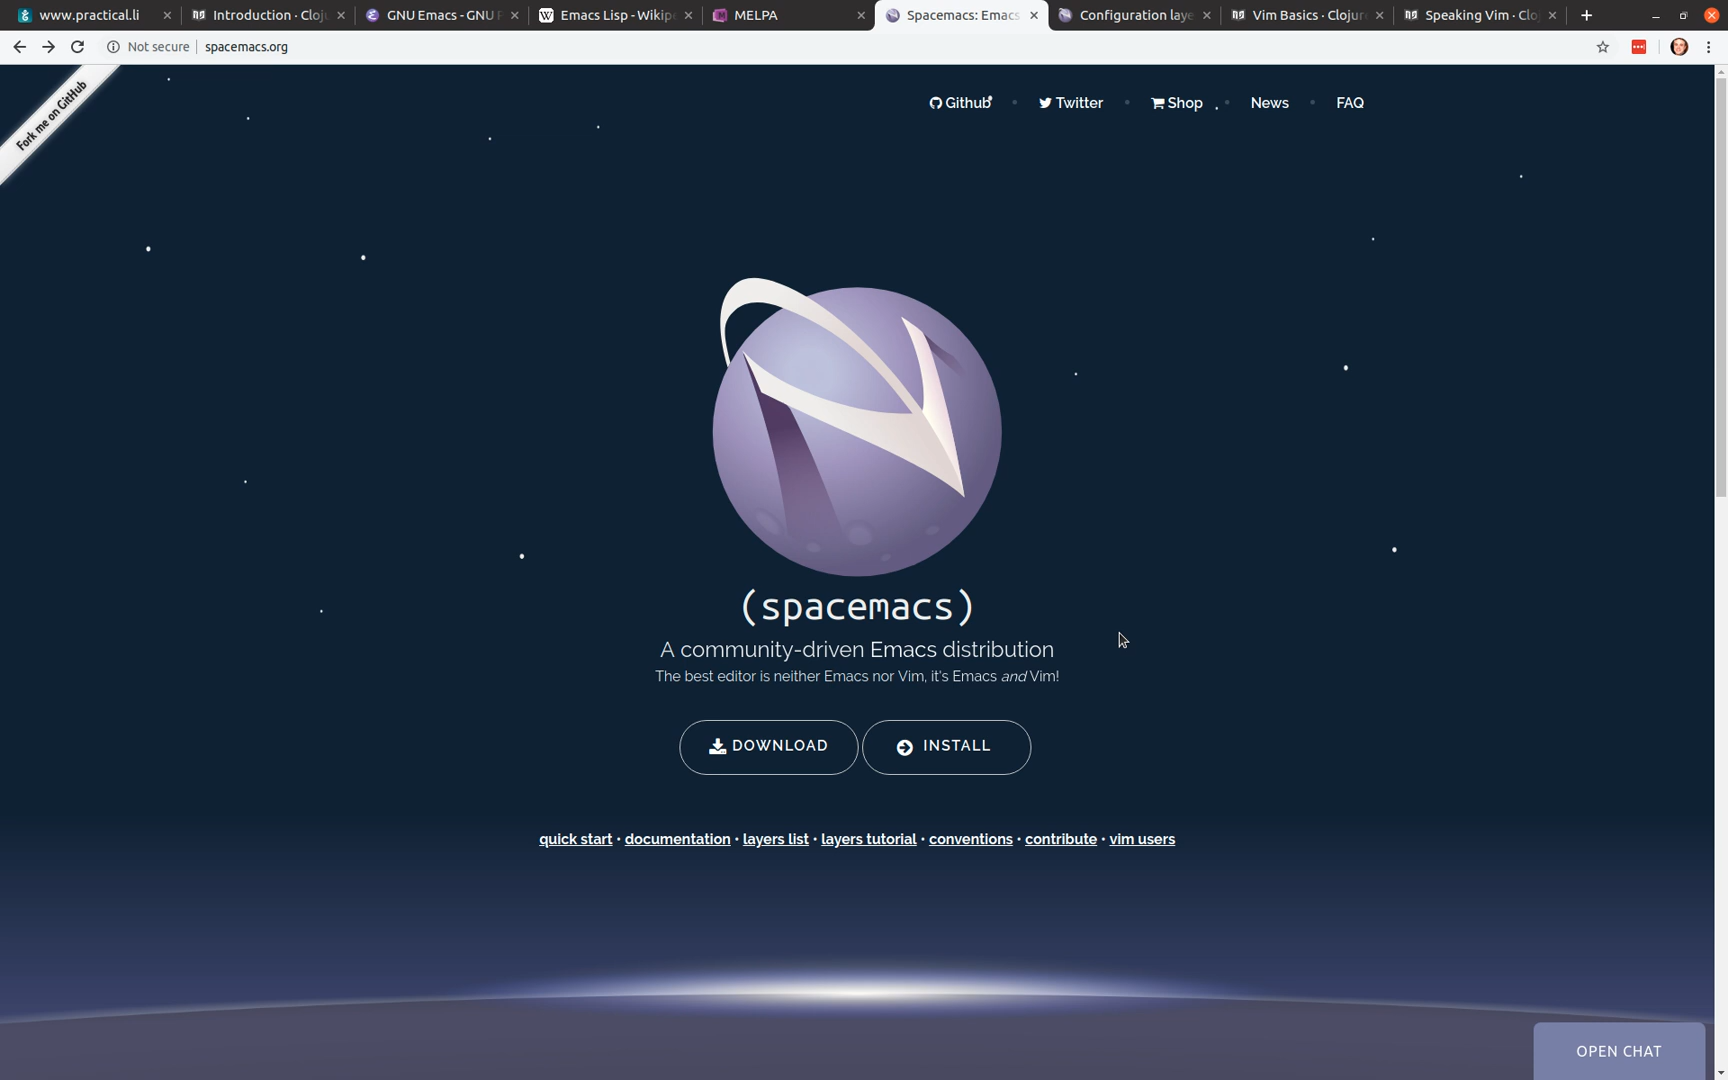 www.practical.li
Introduction · Cloju
GNU Emacs - GNU P
Emacs Lisp - Wikipe
MELPA
Spacemacs: Emacs
Configuration laye
Vim Basics · Clojure
Speaking Vim · Cloj
Not secure
spacemacs.org
Fork me on GitHub
Github
Twitter
Shop
News
FAQ
(spacemacs)
A community-driven Emacs distribution
The best editor is neither Emacs nor Vim, it's Emacs and Vim!
DOWNLOAD
INSTALL
quick start · documentation · layers list · layers tutorial · conventions · contribute · vim users
OPEN CHAT